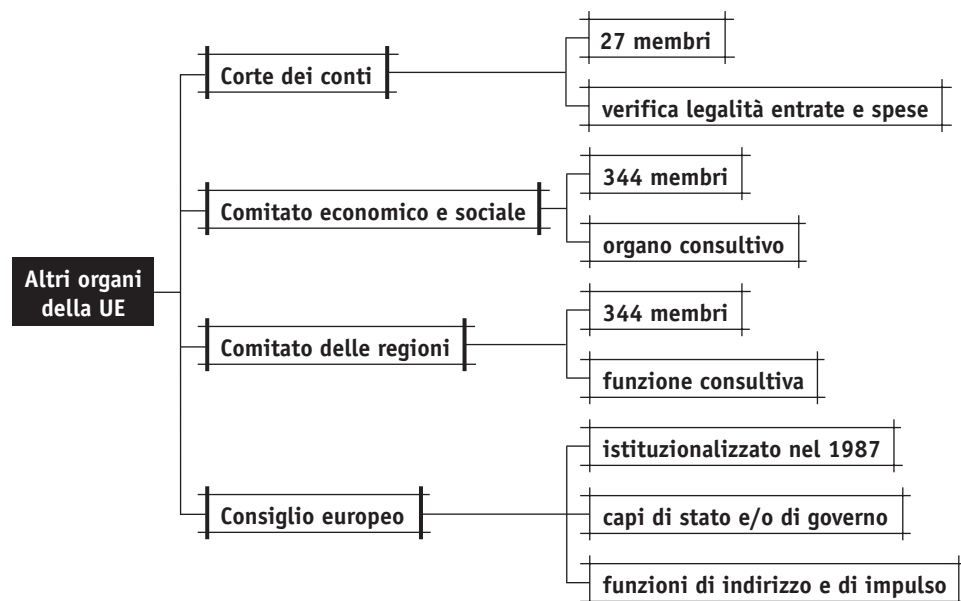 Altri organi
della UE
Corte dei conti
27 membri
verifica legalità entrate e spese
Comitato economico e sociale
344 membri
organo consultivo
Comitato delle regioni
344 membri
funzione consultiva
Consiglio europeo
istituzionalizzato nel 1987
capi di stato e/o di governo
funzioni di indirizzo e di impulso